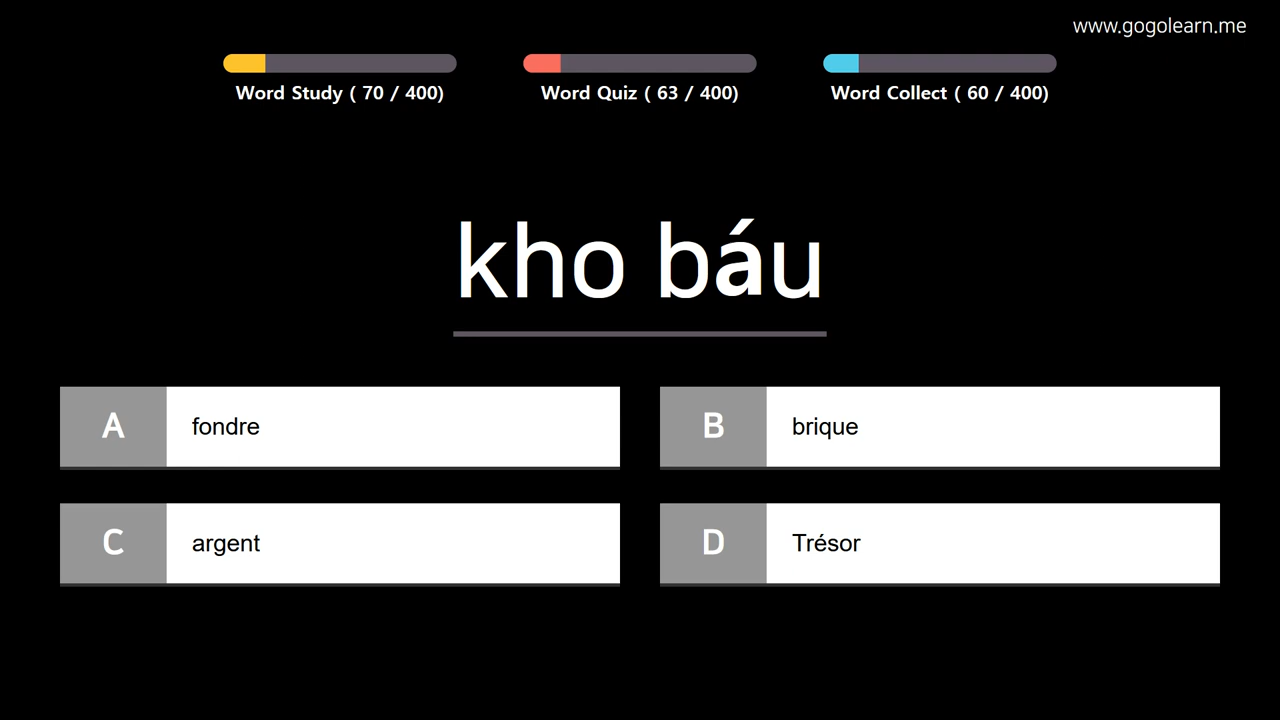 www.gogolearn.me
Word Study ( 70 / 400)
Word Quiz ( 63 / 400)
Word Collect ( 60 / 400)
kho báu
A fondre
B brique
C argent
D Trésor